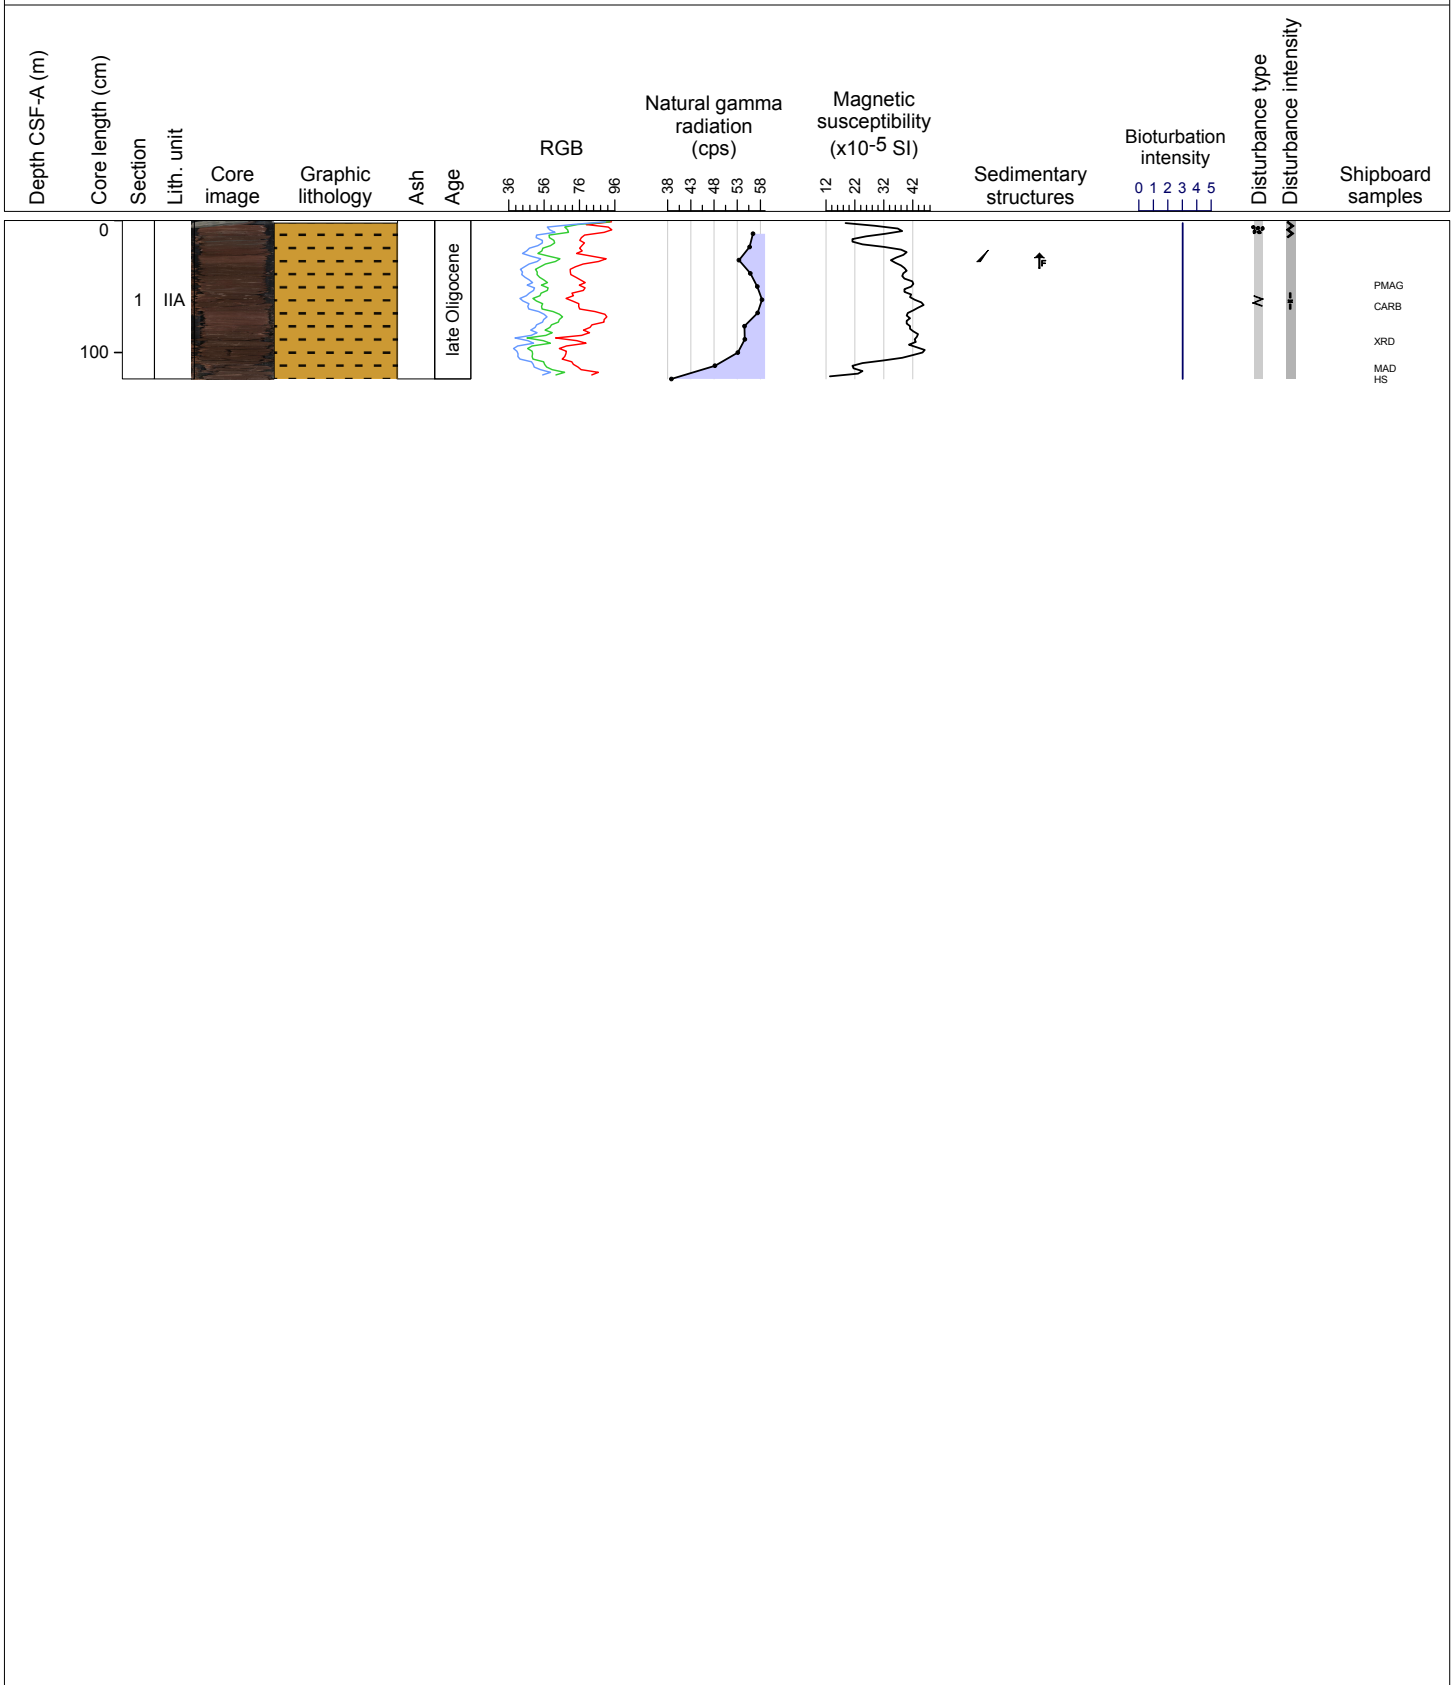 Depth CSF-A (m)
Core length (cm)
Section
Lith. unit
Core
image
Graphic
lithology
Ash
Age
RGB
36 56 76 96
Natural gamma
radiation
(cps)
38 43 48 53 58
Magnetic
susceptibility
(x10-5 SI)
12 22 32 42
Sedimentary
structures
Bioturbation
intensity
0 1 2 3 4 5
Disturbance type
Disturbance intensity
Shipboard
samples
0
100
1
IIA
late Oligocene
F
PMAG
CARB
XRD
MAD
HS